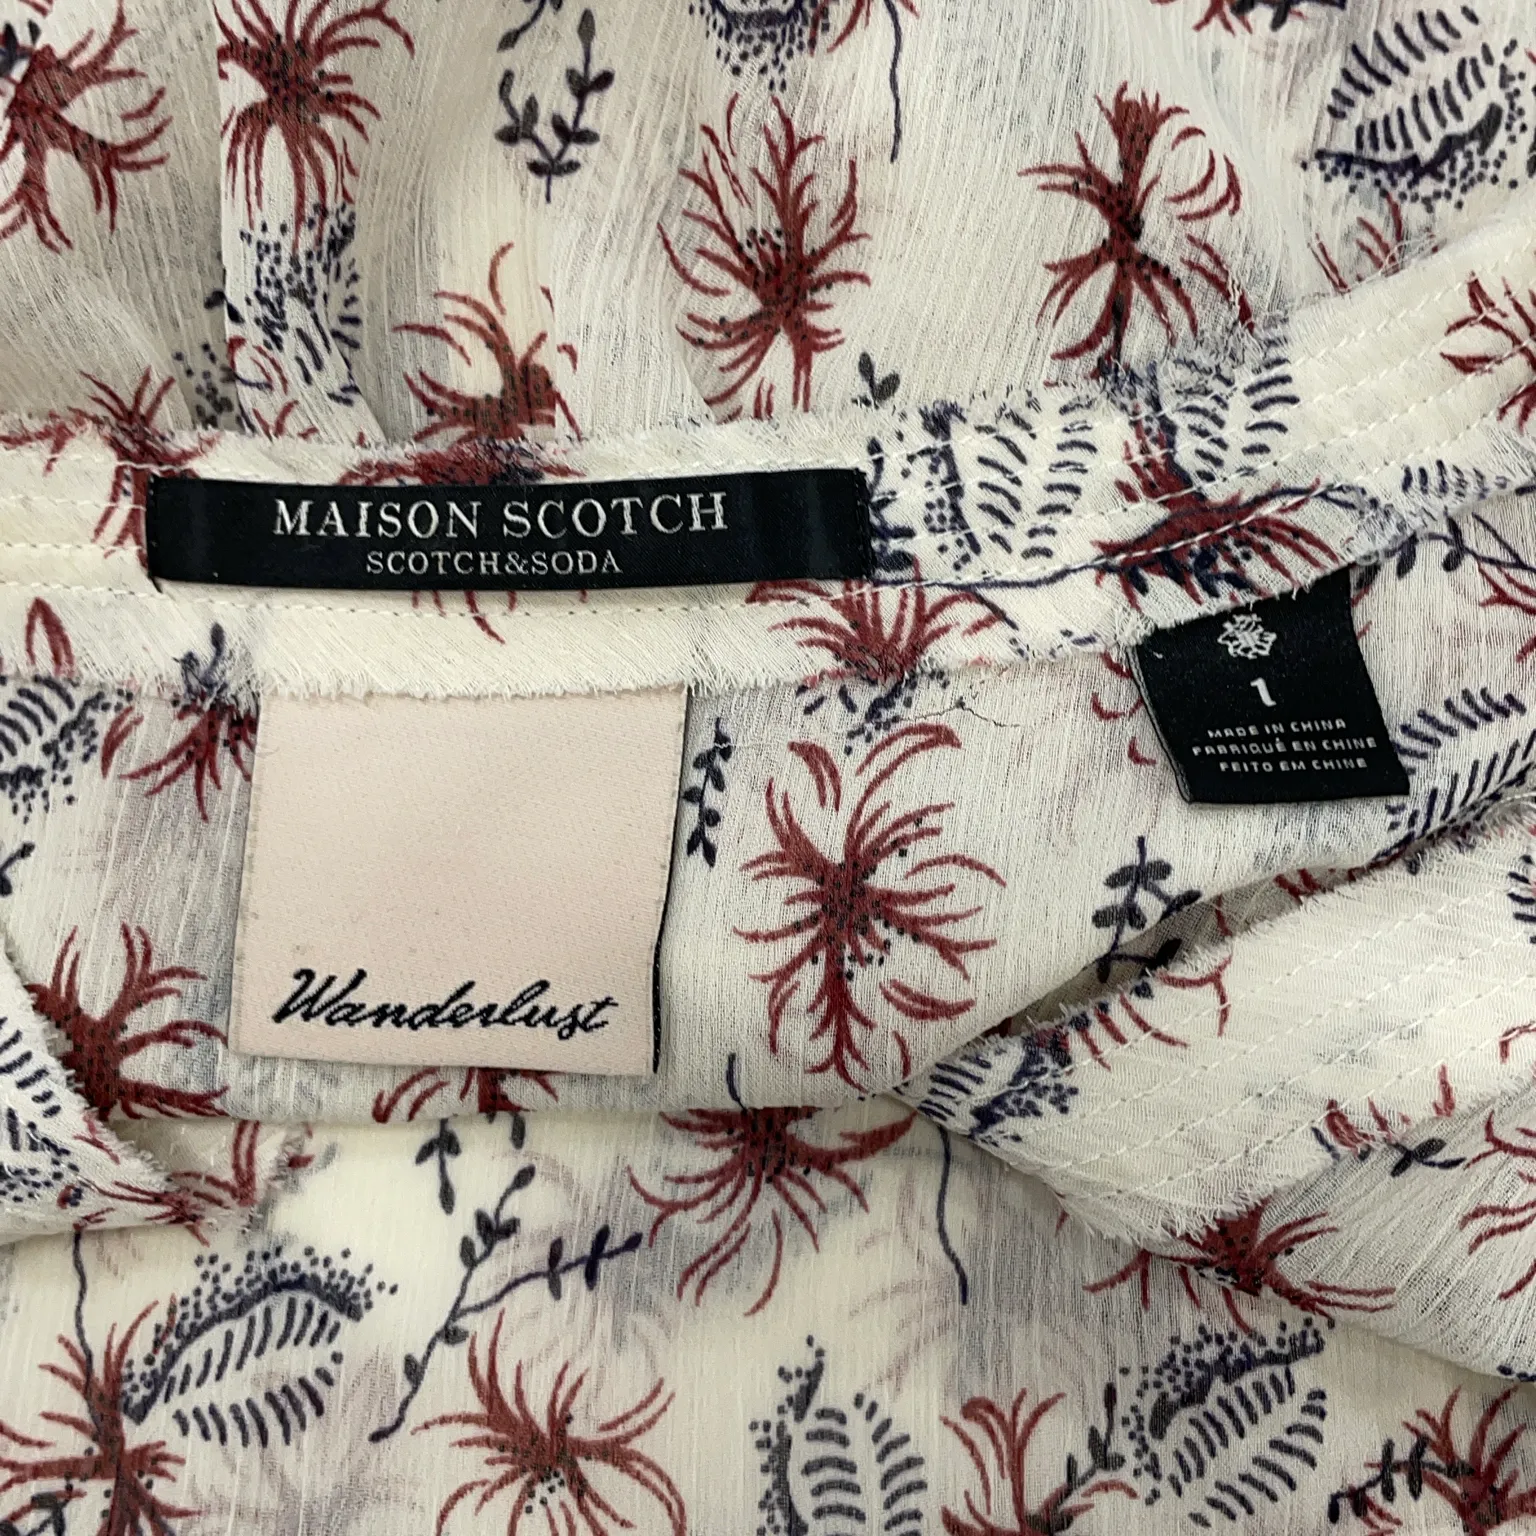 MAISON SCOTCH
SCOTCH&SODA
1
MADE IN CHINA
FABRIQUÉ EN CHINE
FEITO EM CHINE
Wanderlust